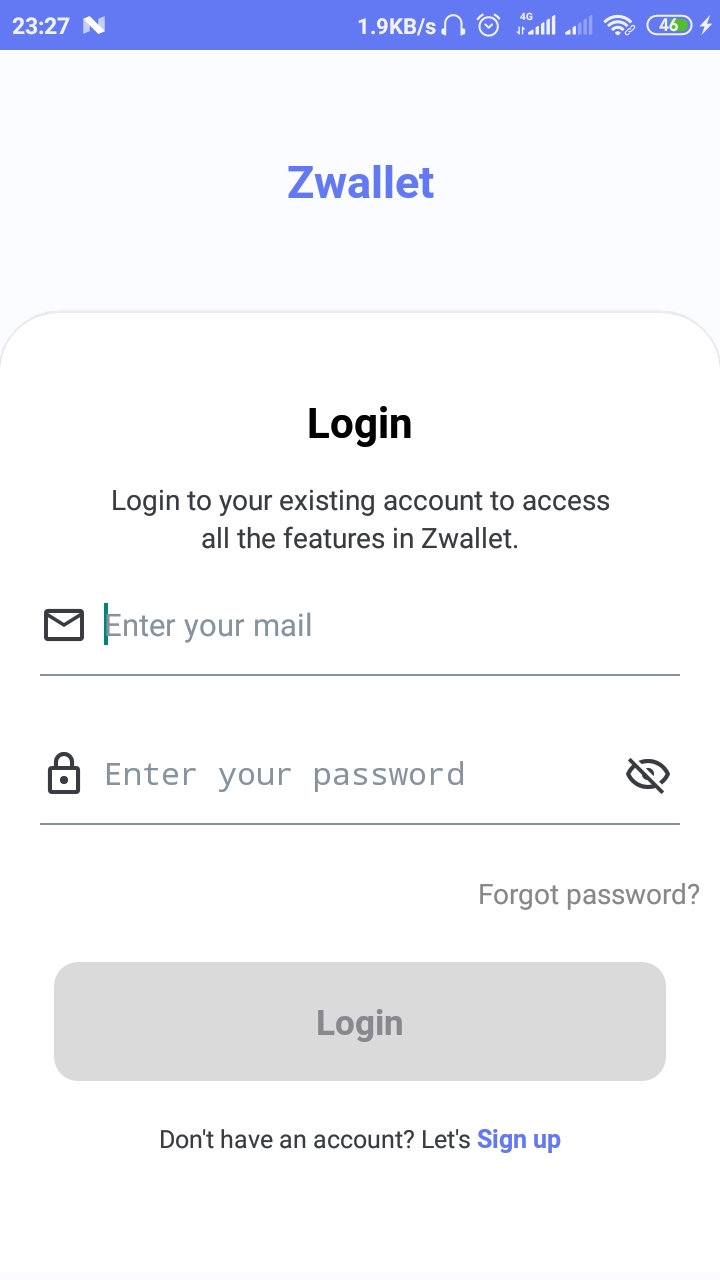 23:27 1.9KB/s 4G 46
Zwallet
Login
Login to your existing account to access
all the features in Zwallet.
Enter your mail
Enter your password
Forgot password?
Login
Don't have an account? Let's Sign up